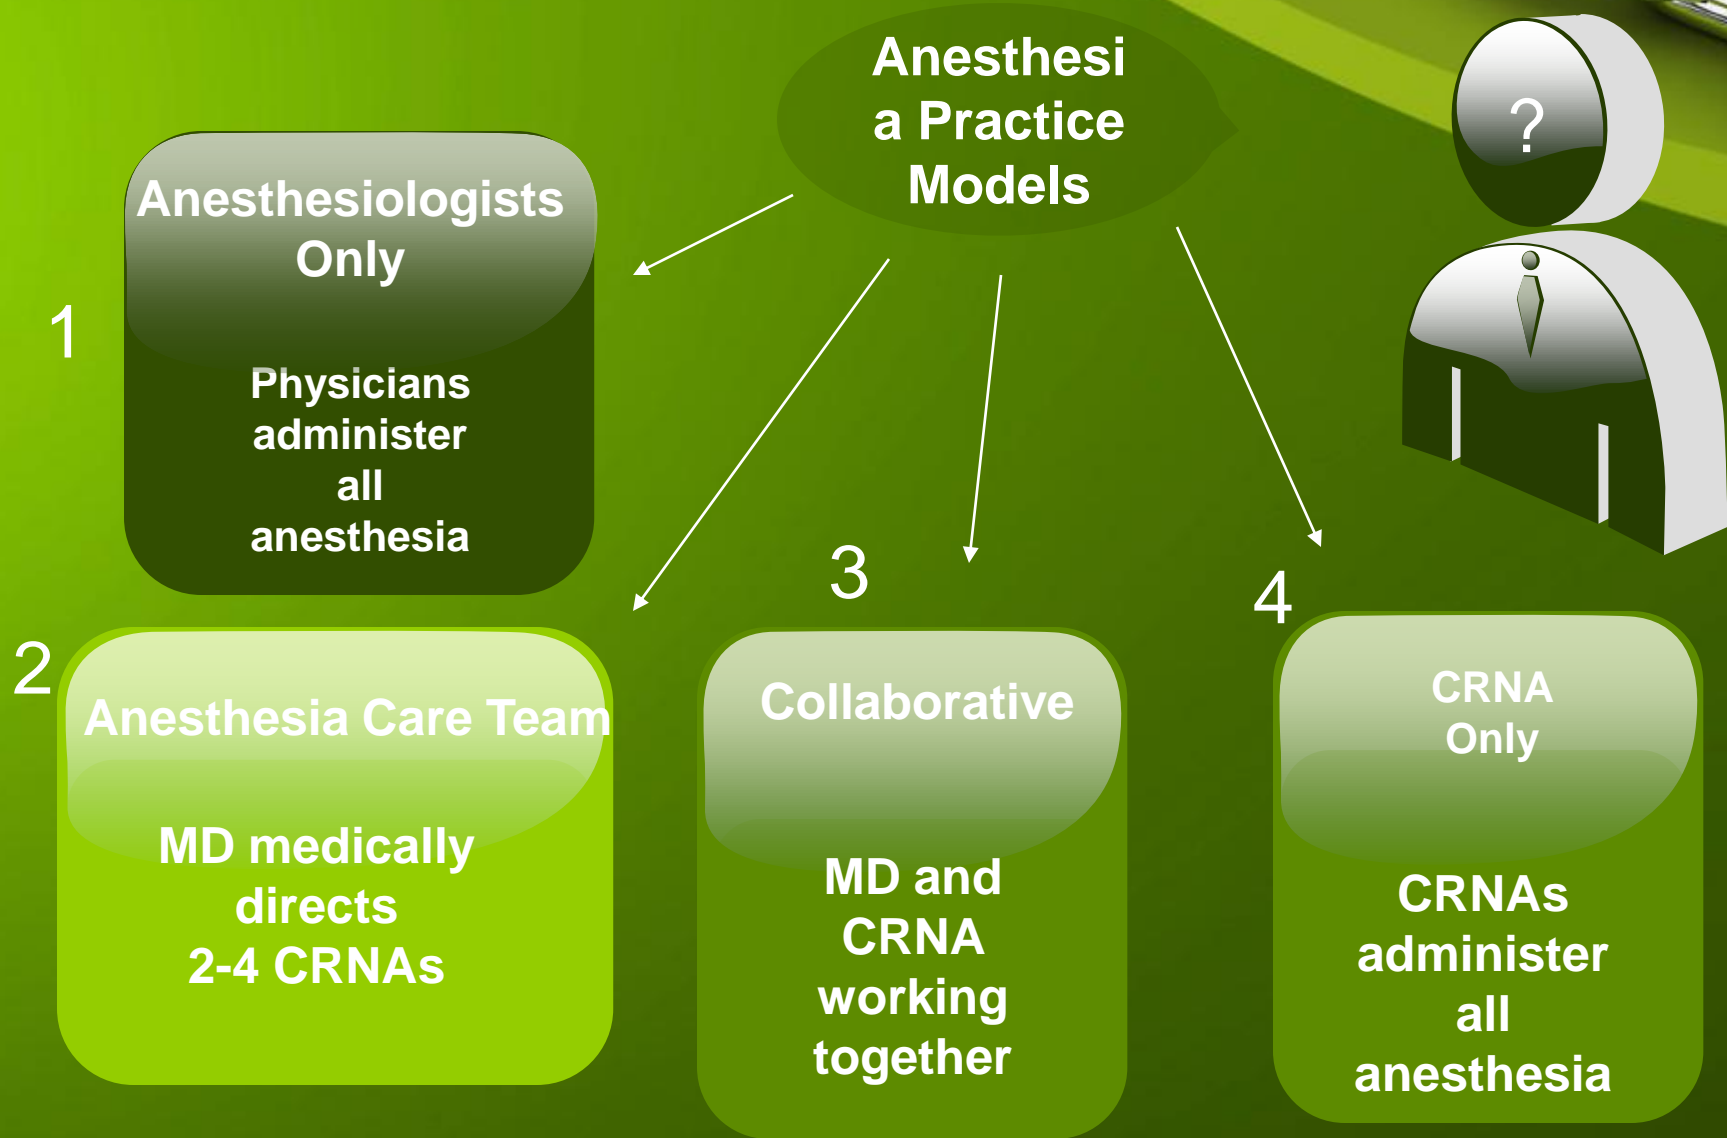 Anesthesi
a Practice
Models
?
1
Anesthesiologists
Only
Physicians
administer
all
anesthesia
2
Anesthesia Care Team
MD medically
directs
2-4 CRNAs
3
Collaborative
MD and
CRNA
working
together
4
CRNA
Only
CRNAs
administer
all
anesthesia